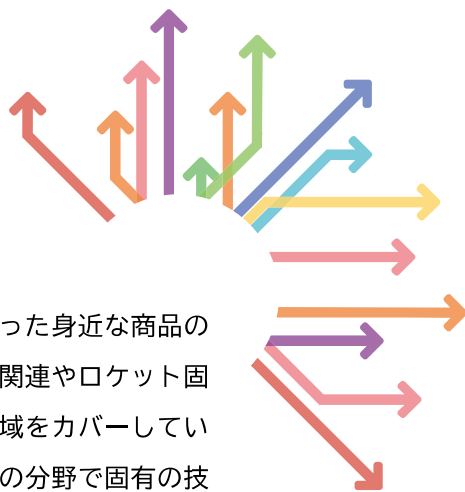 った身近な商品の
関連やロケット固
域をカバーしてい
の分野で固有の技